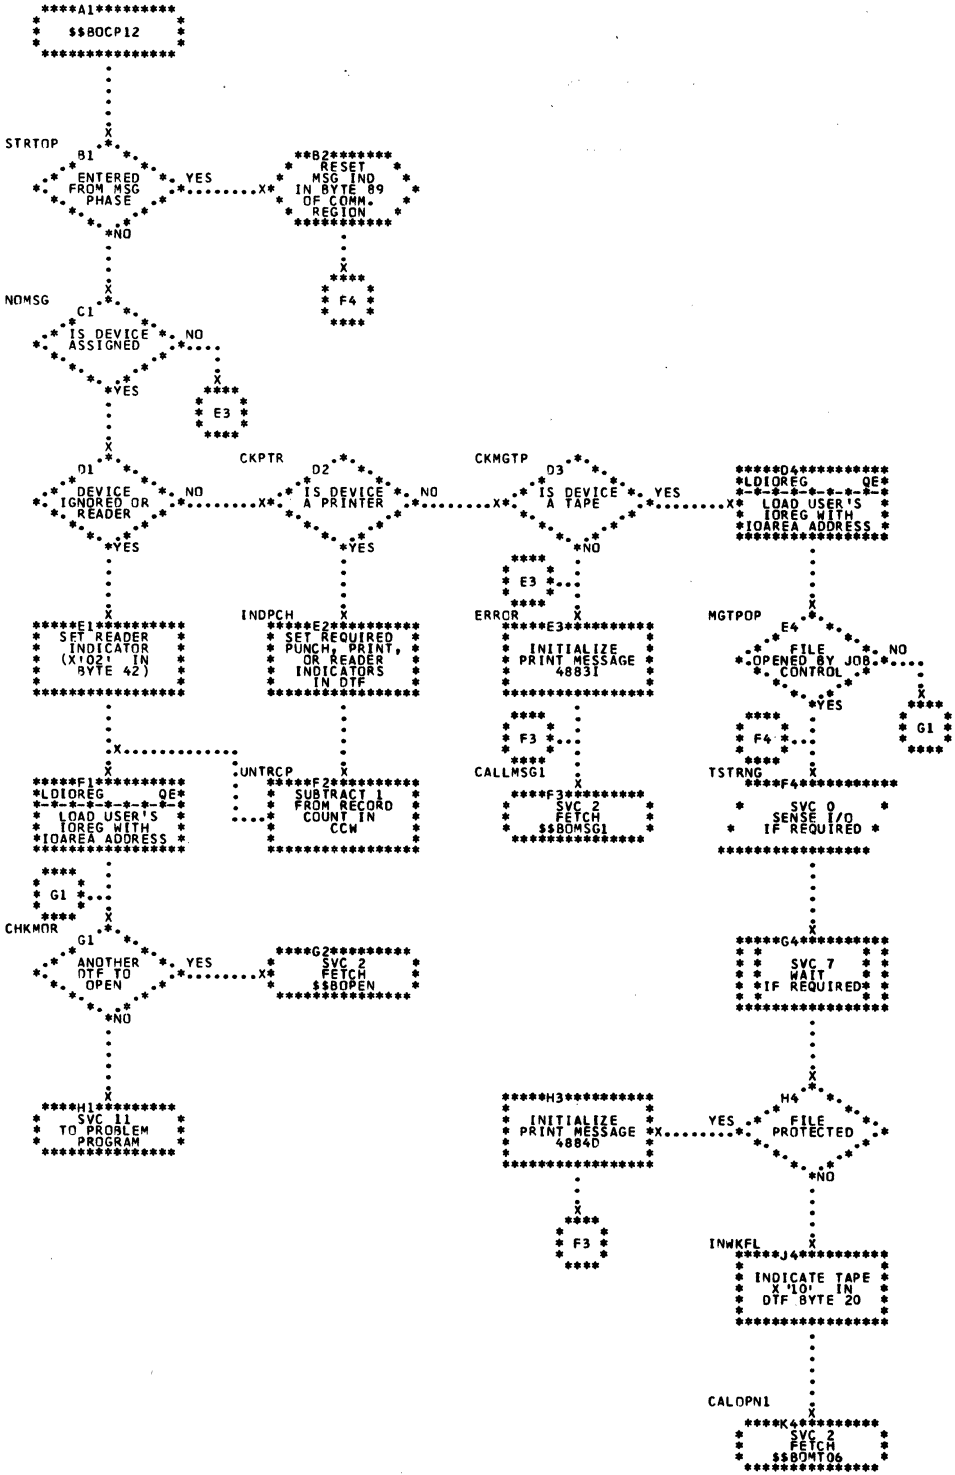 A1
$$BOCP12
STRTOP
B1
ENTERED
FROM MSG
PHASE
YES
NO
B2
RESET
MSG IND
IN BYTE 89
OF COMM.
REGION
F4
NOMSG
C1
IS DEVICE
ASSIGNED
NO
YES
E3
D1
DEVICE
IGNORED OR
READER
NO
YES
CKPTR
D2
IS DEVICE
A PRINTER
NO
YES
CKMGTP
D3
IS DEVICE
A TAPE
YES
NO
D4
LDIOREG QE
LOAD USER'S
IOREG WITH
IOAREA ADDRESS
E3
E1
SET READER
INDICATOR
(X'02' IN
BYTE 42)
INDPCH
E2
SET REQUIRED
PUNCH, PRINT,
OR READER
INDICATORS
IN DTF
ERROR
E3
INITIALIZE
PRINT MESSAGE
4883I
MGTPOP
E4
FILE
OPENED BY JOB
CONTROL
NO
YES
G1
F3
F4
F1
LDIOREG QE
LOAD USER'S
IOREG WITH
IOAREA ADDRESS
UNTRCP
F2
SUBTRACT 1
FROM RECORD
COUNT IN
CCW
CALLMSG1
F3
SVC 2
FETCH
$$BOMSG1
TSTRNG
F4
SVC 0
SENSE I/O
IF REQUIRED
G1
CHKMOR
G1
ANOTHER
DTF TO
OPEN
YES
NO
G2
SVC 2
FETCH
$$BOPEN
G4
SVC 7
WAIT
IF REQUIRED
H1
SVC 11
TO PROBLEM
PROGRAM
H3
INITIALIZE
PRINT MESSAGE
4884D
H4
FILE
PROTECTED
YES
NO
F3
INWKFL
J4
INDICATE TAPE
X '10' IN
DTF BYTE 20
CALOPN1
K4
SVC 2
FETCH
$$BOMT06